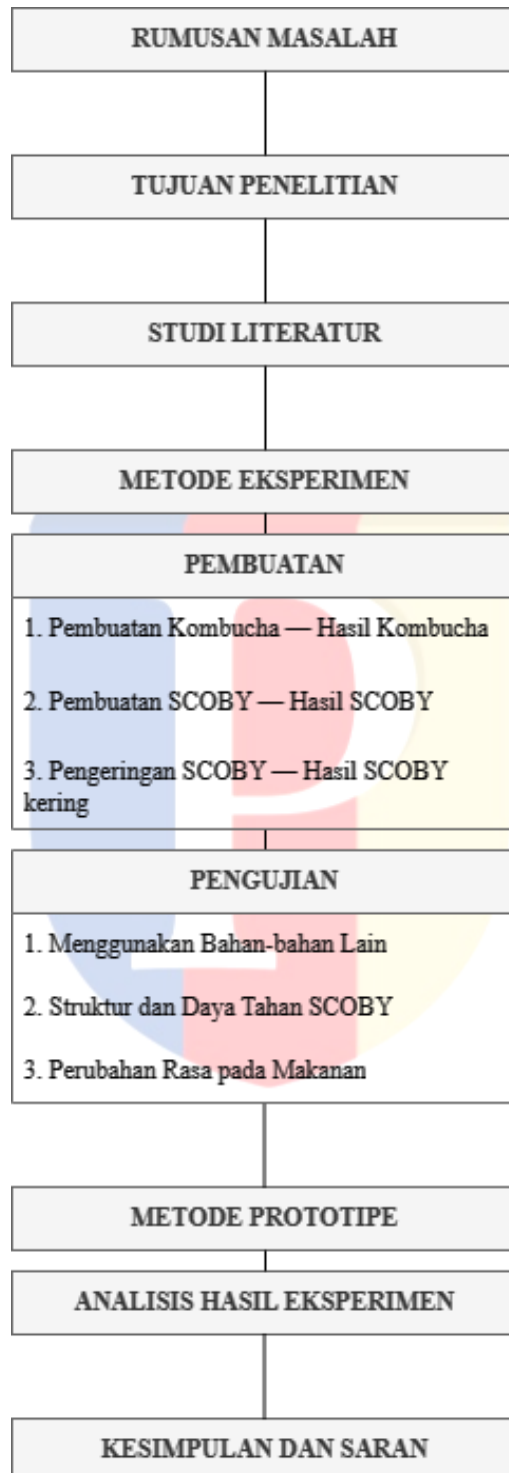 RUMUSAN MASALAH
TUJUAN PENELITIAN
STUDI LITERATUR
METODE EKSPERIMEN
PEMBUATAN
1. Pembuatan Kombucha — Hasil Kombucha
2. Pembuatan SCOBY — Hasil SCOBY
3. Pengeringan SCOBY — Hasil SCOBY
kering
PENGUJIAN
1. Menggunakan Bahan-bahan Lain
2. Struktur dan Daya Tahan SCOBY
3. Perubahan Rasa pada Makanan
METODE PROTOTIPE
ANALISIS HASIL EKSPERIMEN
KESIMPULAN DAN SARAN